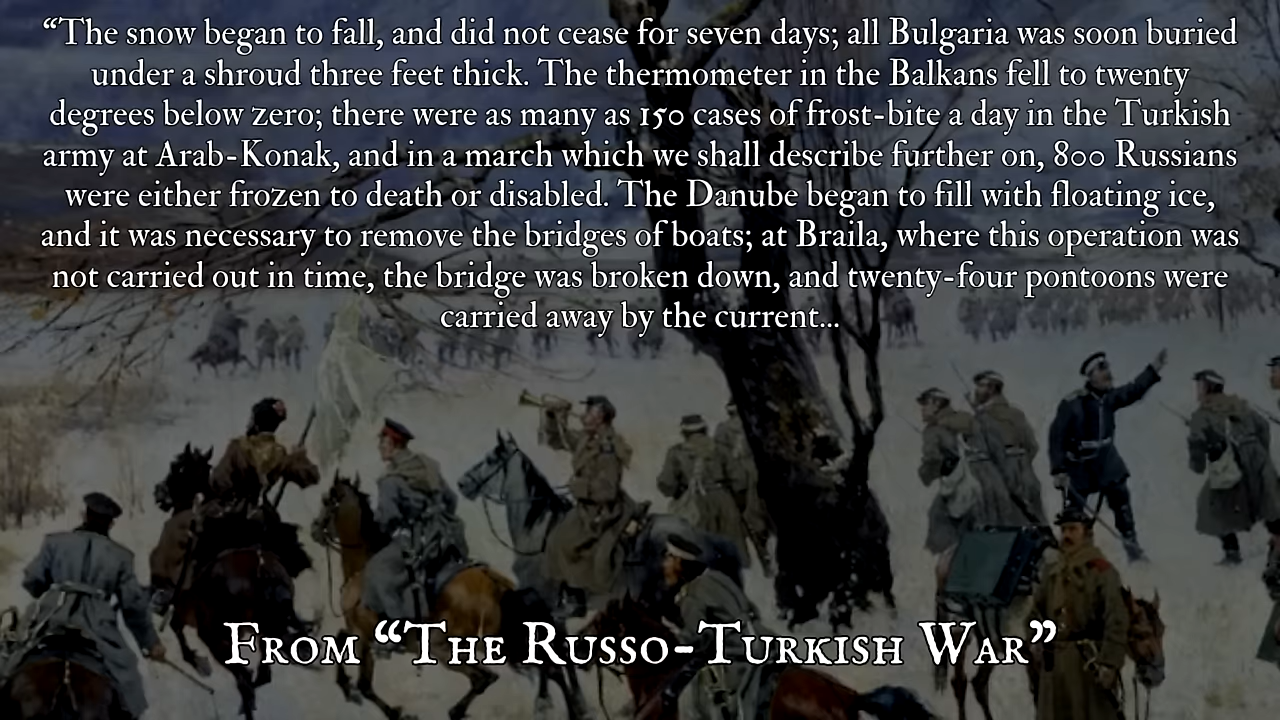 “The snow began to fall, and did not cease for seven days; all Bulgaria was soon buried
under a shroud three feet thick. The thermometer in the Balkans fell to twenty
degrees below zero; there were as many as 150 cases of frost-bite a day in the Turkish
army at Arab-Konak, and in a march which we shall describe further on, 800 Russians
were either frozen to death or disabled. The Danube began to fill with floating ice,
and it was necessary to remove the bridges of boats; at Braila, where this operation was
not carried out in time, the bridge was broken down, and twenty-four pontoons were
carried away by the current...
From “The Russo-Turkish War”